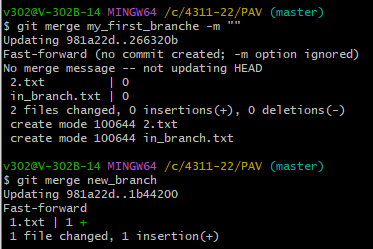 v302@V-302B-14 MINGW64 /c/4311-22/PAV (master)
$ git merge my_first_branche -m ""
Updating 981a22d..266320b
Fast-forward (no commit created; -m option ignored)
No merge message -- not updating HEAD
 2.txt         | 0
 in_branch.txt | 0
 2 files changed, 0 insertions(+), 0 deletions(-)
 create mode 100644 2.txt
 create mode 100644 in_branch.txt

v302@V-302B-14 MINGW64 /c/4311-22/PAV (master)
$ git merge new_branch
Updating 981a22d..1b44200
Fast-forward
 1.txt | 1 +
 1 file changed, 1 insertion(+)